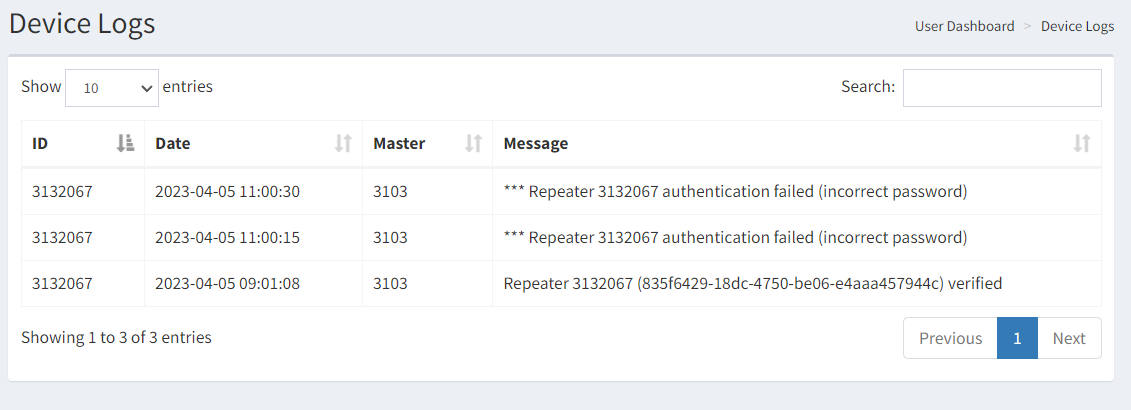 Device Logs
User Dashboard > Device Logs
Show 10 entries
Search:
ID Date Master Message
3132067 2023-04-05 11:00:30 3103 *** Repeater 3132067 authentication failed (incorrect password)
3132067 2023-04-05 11:00:15 3103 *** Repeater 3132067 authentication failed (incorrect password)
3132067 2023-04-05 09:01:08 3103 Repeater 3132067 (835f6429-18dc-4750-be06-e4aaa457944c) verified
Showing 1 to 3 of 3 entries
Previous 1 Next